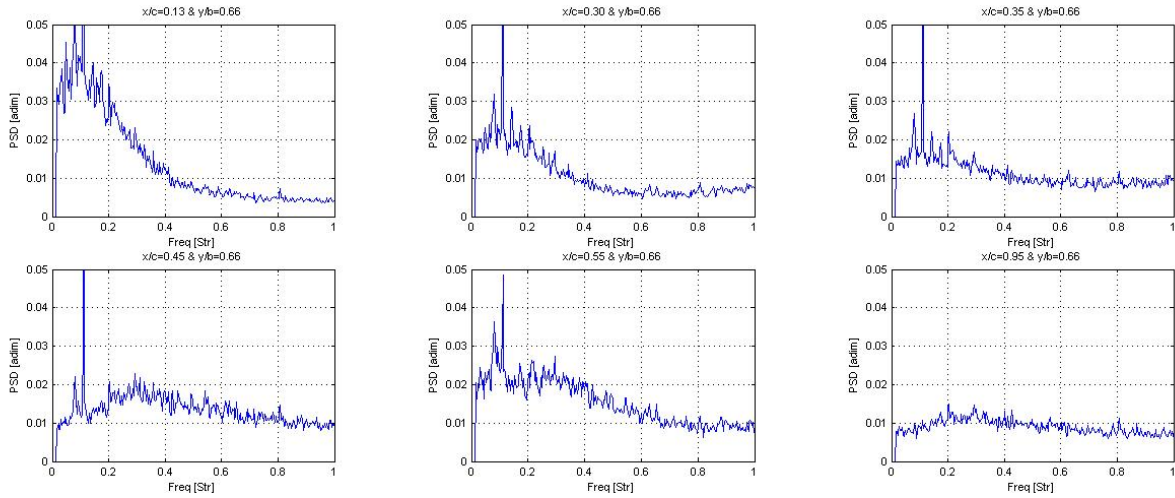 x/c=0.13 & y/b=0.66
PSD [adim]
0.05
0.04
0.03
0.02
0.01
0
0 0.2 0.4 0.6 0.8 1
Freq [Str]
x/c=0.30 & y/b=0.66
PSD [adim]
0.05
0.04
0.03
0.02
0.01
0
0 0.2 0.4 0.6 0.8 1
Freq [Str]
x/c=0.35 & y/b=0.66
PSD [adim]
0.05
0.04
0.03
0.02
0.01
0
0 0.2 0.4 0.6 0.8 1
Freq [Str]
x/c=0.45 & y/b=0.66
PSD [adim]
0.05
0.04
0.03
0.02
0.01
0
0 0.2 0.4 0.6 0.8 1
Freq [Str]
x/c=0.55 & y/b=0.66
PSD [adim]
0.05
0.04
0.03
0.02
0.01
0
0 0.2 0.4 0.6 0.8 1
Freq [Str]
x/c=0.95 & y/b=0.66
PSD [adim]
0.05
0.04
0.03
0.02
0.01
0
0 0.2 0.4 0.6 0.8 1
Freq [Str]